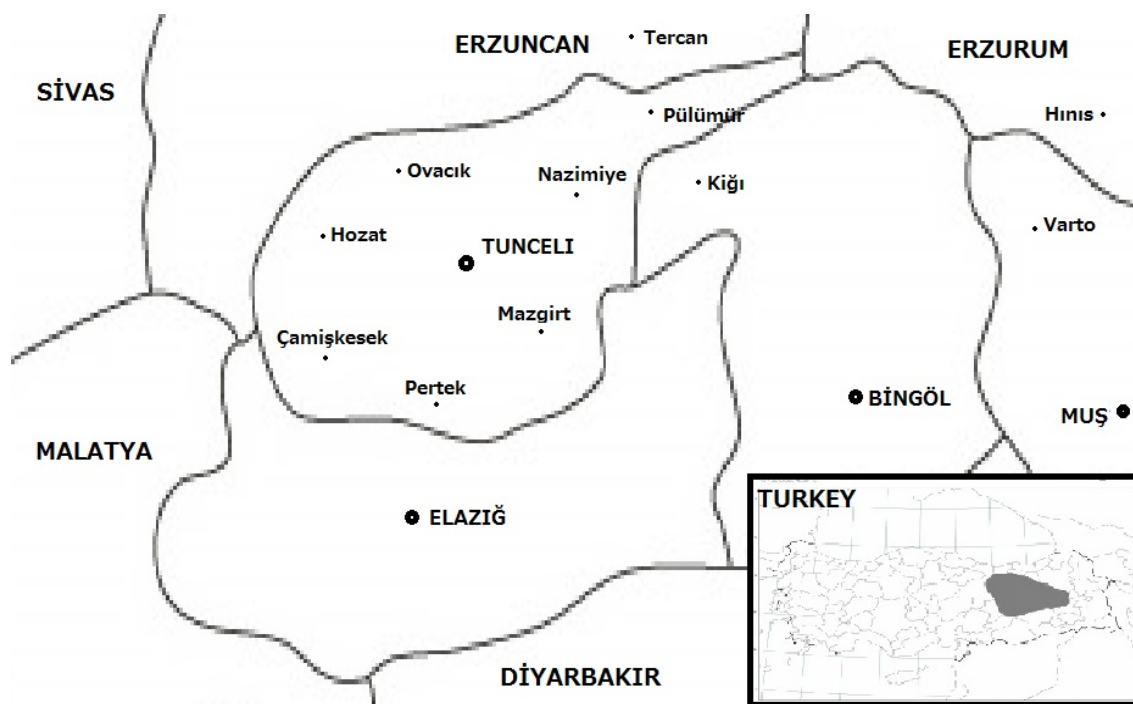 ERZUNCAN
Tercan
ERZURUM
SİVAS
Pülümür
Hınıs
Ovacık
Nazimiye
Kiğı
Hozat
TUNCELI
Varto
Mazgirt
Çamişkesek
Pertek
BİNGÖL
MUŞ
MALATYA
ELAZIĞ
TURKEY
DİYARBAKIR